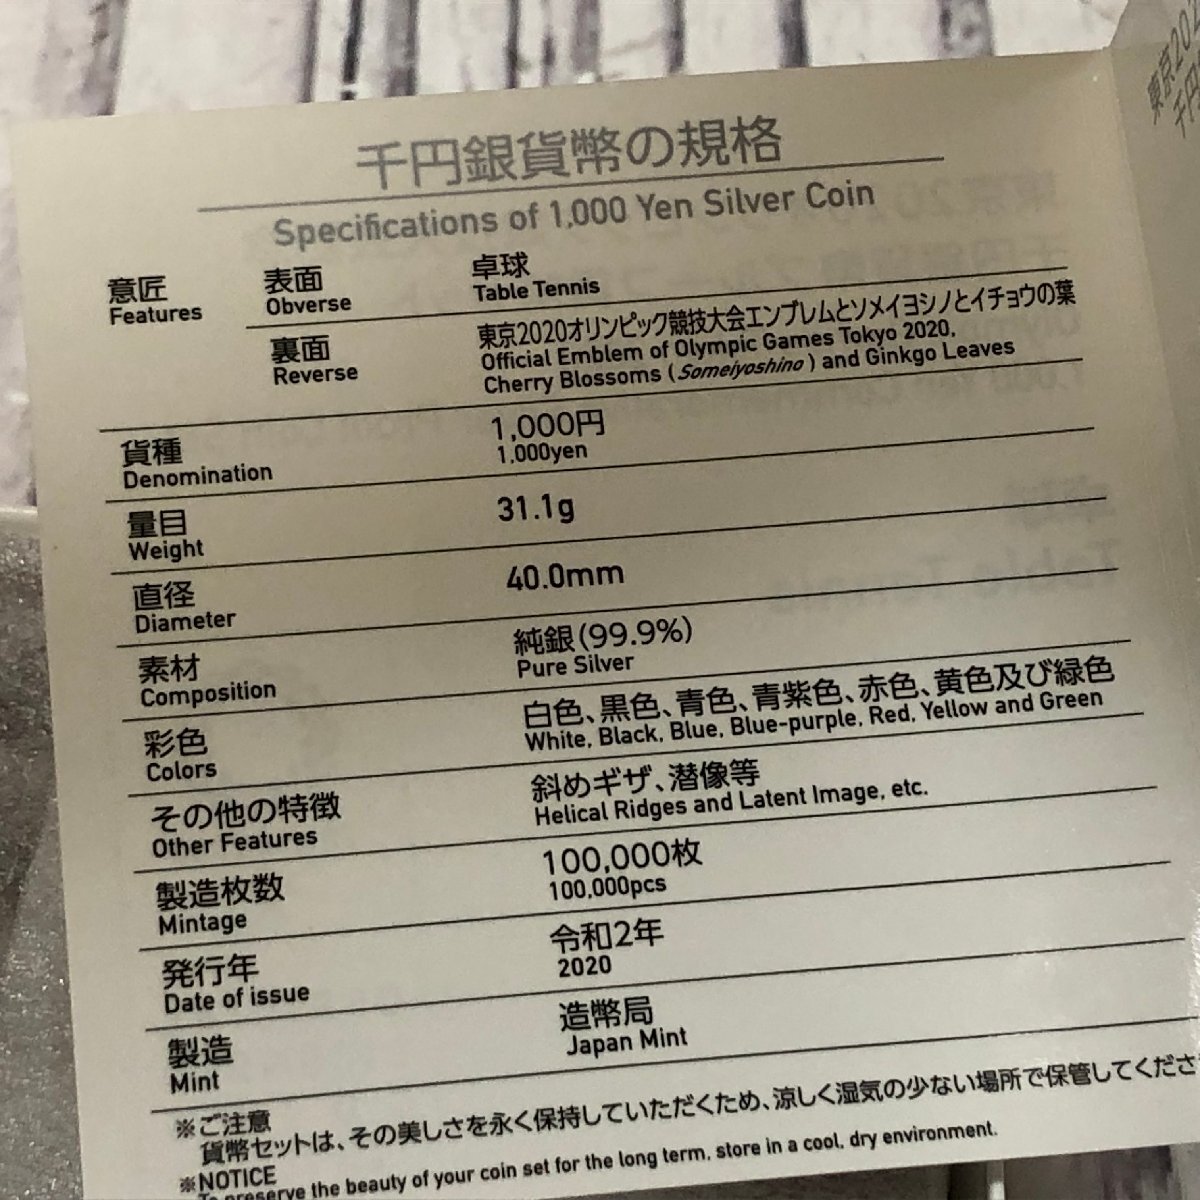 千円銀貨幣の規格
Specifications of 1,000 Yen Silver Coin
意匠
Features
表面
Obverse
卓球
Table Tennis
裏面
Reverse
東京2020オリンピック競技大会エンブレムとソメイヨシノとイチョウの葉
Official Emblem of Olympic Games Tokyo 2020,
Cherry Blossoms (Someiyoshino) and Ginkgo Leaves
貨種
Denomination
1,000円
1,000yen
量目
Weight
31.1g
直径
Diameter
40.0mm
素材
Composition
純銀(99.9%)
Pure Silver
彩色
Colors
白色、黒色、青色、青紫色、赤色、黄色及び緑色
White, Black, Blue, Blue-purple, Red, Yellow and Green
その他の特徴
Other Features
斜めギザ、潜像等
Helical Ridges and Latent Image, etc.
製造枚数
Mintage
100,000枚
100,000pcs
発行年
Date of issue
令和2年
2020
製造
Mint
造幣局
Japan Mint
※ご注意
貨幣セットは、その美しさを永く保持していただくため、涼しく湿気の少ない場所で保管してくださ
※NOTICE
To preserve the beauty of your coin set for the long term, store in a cool, dry environment.
東京202
千円